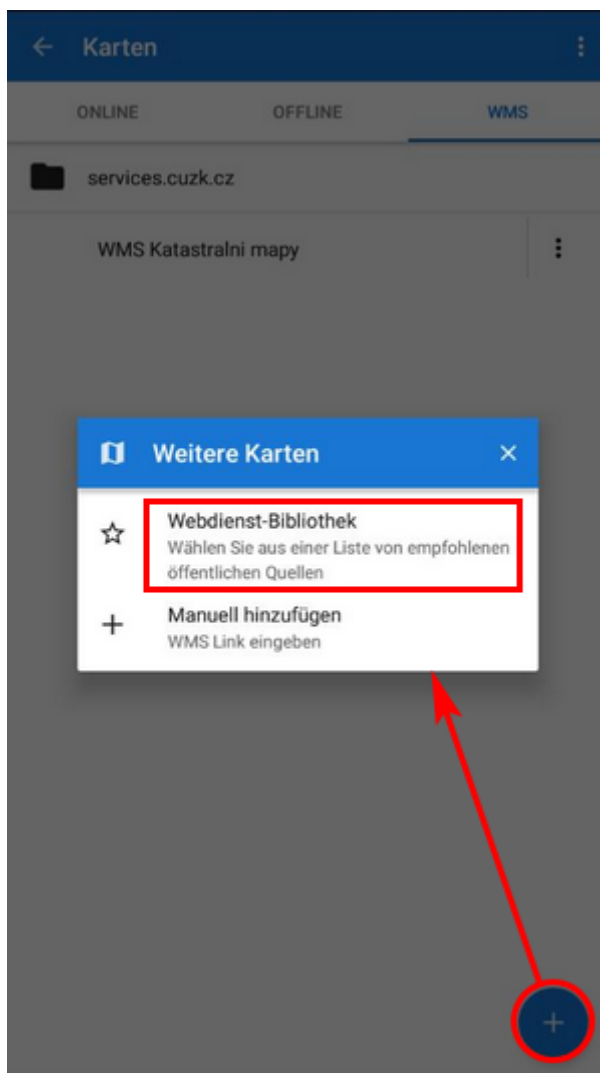 Karten
ONLINE OFFLINE WMS
services.cuzk.cz
WMS Katastralni mapy
Weitere Karten
Webdienst-Bibliothek
Wählen Sie aus einer Liste von empfohlenen
öffentlichen Quellen
Manuell hinzufügen
WMS Link eingeben